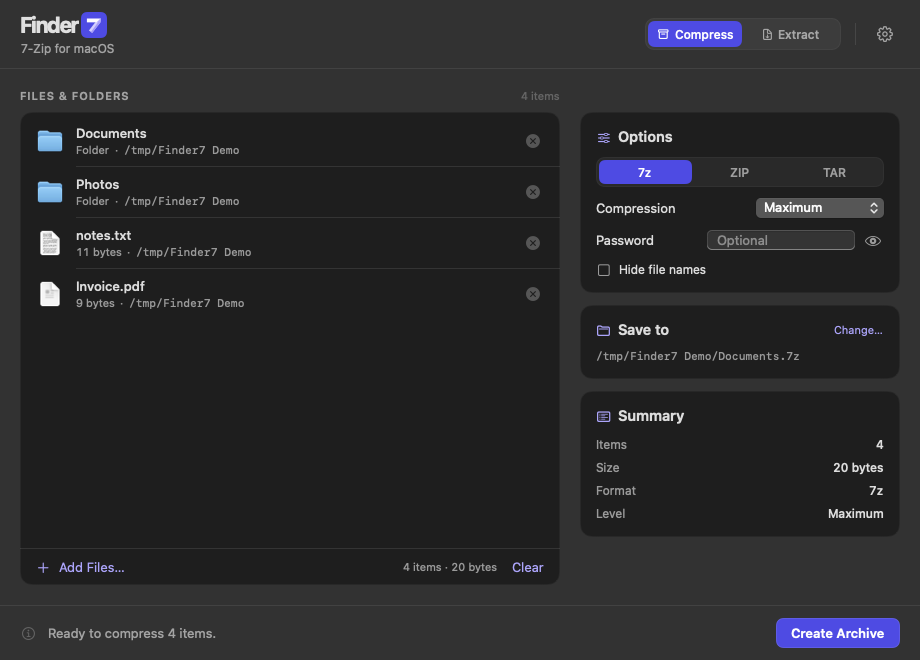 Finder 7
7-Zip for macOS
Compress
Extract
FILES & FOLDERS
4 items
Documents
Folder · /tmp/Finder7 Demo
Photos
Folder · /tmp/Finder7 Demo
notes.txt
11 bytes · /tmp/Finder7 Demo
Invoice.pdf
9 bytes · /tmp/Finder7 Demo
+ Add Files...
4 items · 20 bytes
Clear
Options
7z ZIP TAR
Compression Maximum
Password Optional
Hide file names
Save to Change...
/tmp/Finder7 Demo/Documents.7z
Summary
Items 4
Size 20 bytes
Format 7z
Level Maximum
Ready to compress 4 items.
Create Archive